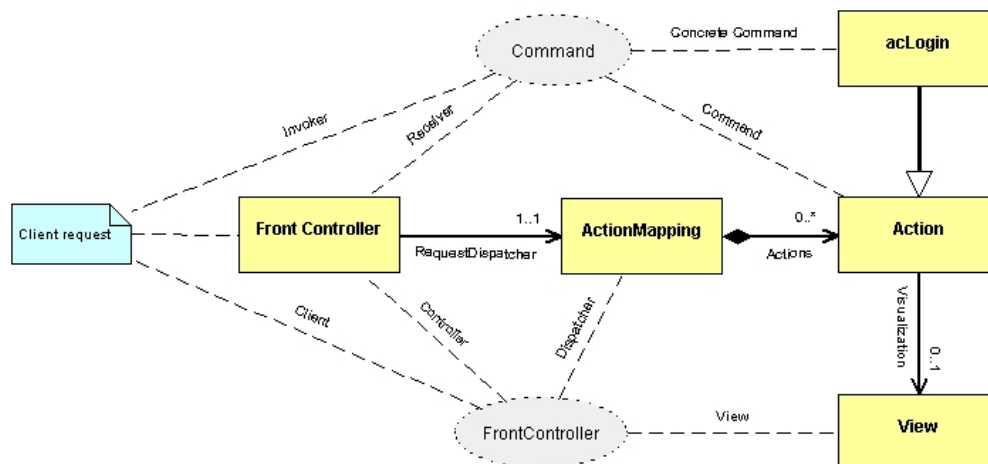 Concrete Command
acLogin
Command
Invoker
Receiver
Command
Client request
Front Controller
1..1
RequestDispatcher
ActionMapping
0..*
Actions
Action
Client
Controller
Dispatcher
Visualization
0..1
FrontController
View
View